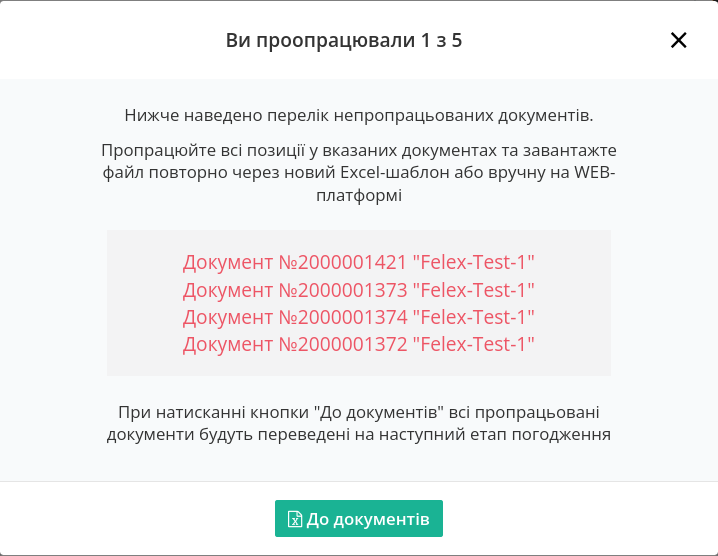 Ви проопрацювали 1 з 5
Нижче наведено перелік непропрацьованих документів.
Пропрацюйте всі позиції у вказаних документах та завантажте
файл повторно через новий Excel-шаблон або вручну на WEB-
платформі
Документ №2000001421 "Felex-Test-1"
Документ №2000001373 "Felex-Test-1"
Документ №2000001374 "Felex-Test-1"
Документ №2000001372 "Felex-Test-1"
При натисканні кнопки "До документів" всі пропрацьовані
документи будуть переведені на наступний етап погодження
До документів